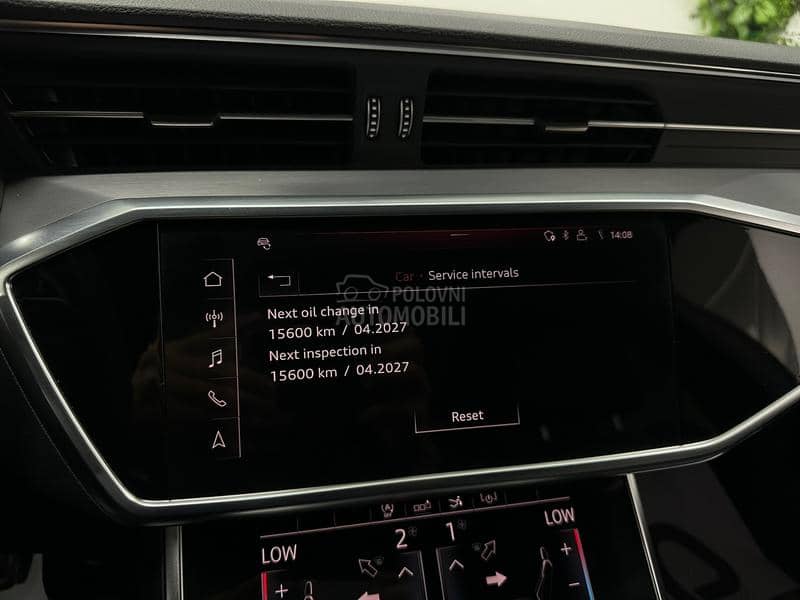 14:08
Car · Service intervals
POLOVNI
AUTOMOBILI
Next oil change in
15600 km / 04.2027
Next inspection in
15600 km / 04.2027
Reset
LOW
2
1
LOW